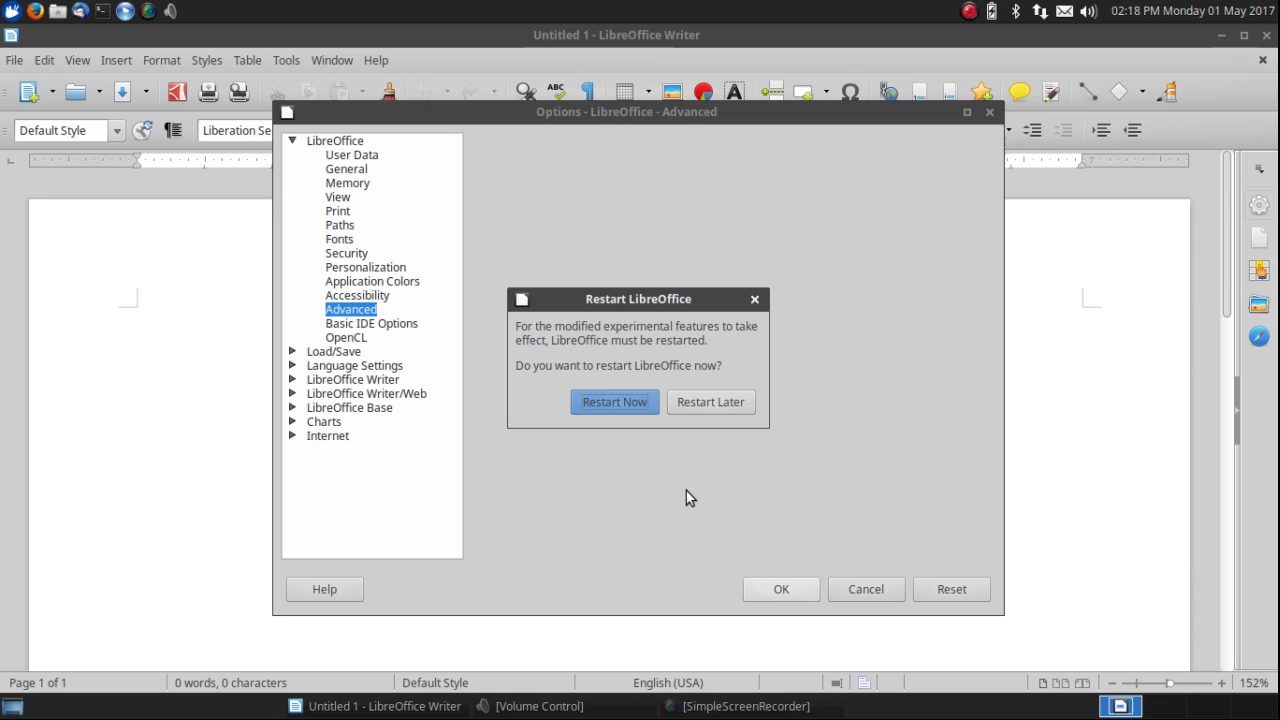 02:18 PM Monday 01 May 2017
Untitled 1 - LibreOffice Writer
File Edit View Insert Format Styles Table Tools Window Help
ABC
A
Ω
Default Style
Liberation Se
Options - LibreOffice - Advanced
LibreOffice
User Data
General
Memory
View
Print
Paths
Fonts
Security
Personalization
Application Colors
Accessibility
Advanced
Basic IDE Options
OpenCL
Load/Save
Language Settings
LibreOffice Writer
LibreOffice Writer/Web
LibreOffice Base
Charts
Internet
Restart LibreOffice
For the modified experimental features to take
effect, LibreOffice must be restarted.
Do you want to restart LibreOffice now?
Restart Now Restart Later
Help OK Cancel Reset
Page 1 of 1 0 words, 0 characters Default Style English (USA) 152%
Untitled 1 - LibreOffice Writer [Volume Control] [SimpleScreenRecorder]